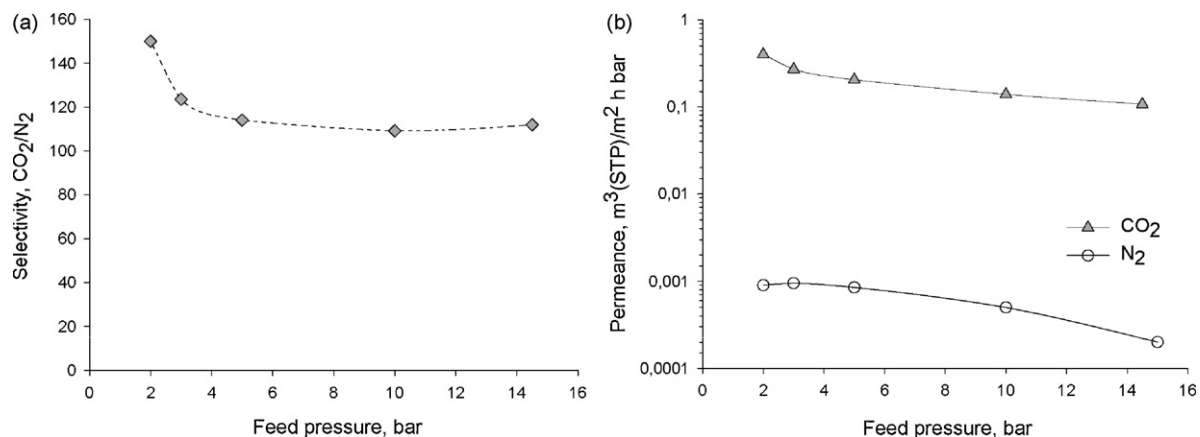 (a)
160
140
120
100
80
60
40
20
0
Selectivity, CO2/N2
0 2 4 6 8 10 12 14 16
Feed pressure, bar
(b)
1
0,1
0,01
0,001
0,0001
Permeance, m³(STP)/m² h bar
CO2
N2
0 2 4 6 8 10 12 14 16
Feed pressure, bar